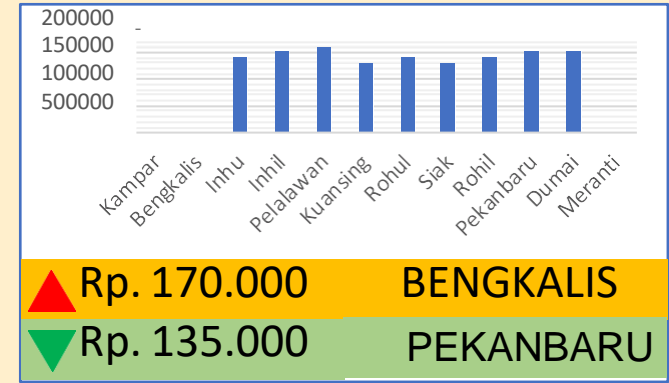 200000
150000
100000
500000
-
Kampar
Bengkalis
Inhu
Inhil
Pelalawan
Kuansing
Rohul
Siak
Rohil
Pekanbaru
Dumai
Meranti
Rp. 170.000 BENGKALIS
Rp. 135.000 PEKANBARU